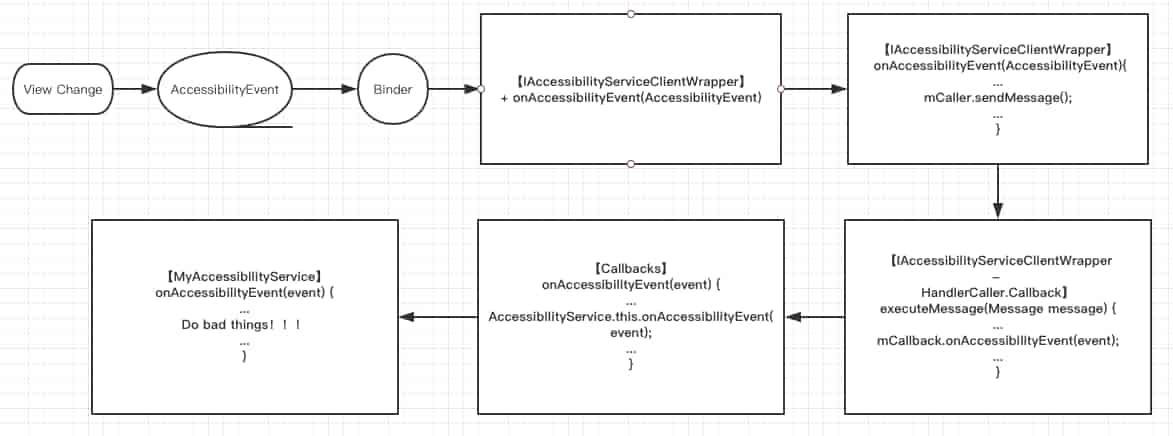 View Change
AccessibilityEvent
Binder
【IAccessibilityServiceClientWrapper】
+ onAccessibilityEvent(AccessibilityEvent)
【IAccessibilityServiceClientWrapper】
onAccessibilityEvent(AccessibilityEvent){
...
mCaller.sendMessage();
...
}
【MyAccessibilityService】
onAccessibilityEvent(event) {
...
Do bad things！！！
...
}
【Callbacks】
onAccessibilityEvent(event) {
...
AccessibilityService.this.onAccessibilityEvent(
event);
...
}
【IAccessibilityServiceClientWrapper
–
HandlerCaller.Callback】
executeMessage(Message message) {
...
mCallback.onAccessibilityEvent(event);
...
}